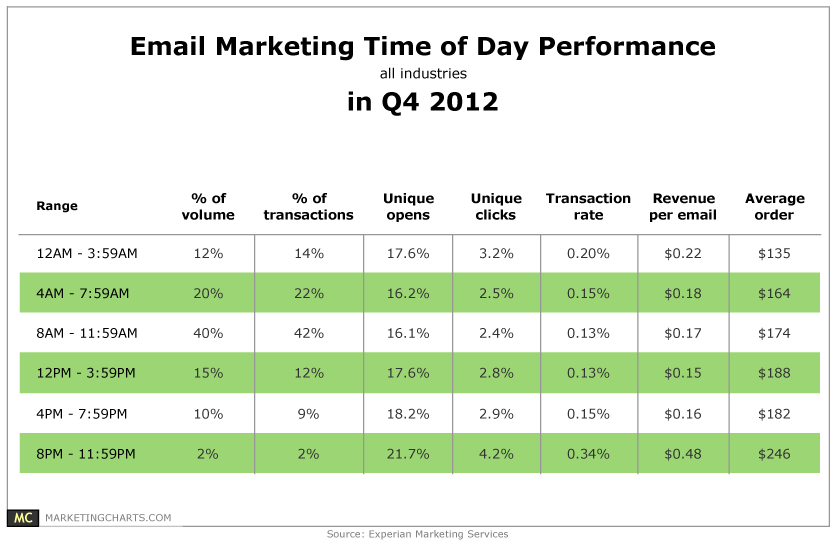 Email Marketing Time of Day Performance
all industries
in Q4 2012
Range % of volume % of transactions Unique opens Unique clicks Transaction rate Revenue per email Average order
12AM - 3:59AM 12% 14% 17.6% 3.2% 0.20% $0.22 $135
4AM - 7:59AM 20% 22% 16.2% 2.5% 0.15% $0.18 $164
8AM - 11:59AM 40% 42% 16.1% 2.4% 0.13% $0.17 $174
12PM - 3:59PM 15% 12% 17.6% 2.8% 0.13% $0.15 $188
4PM - 7:59PM 10% 9% 18.2% 2.9% 0.15% $0.16 $182
8PM - 11:59PM 2% 2% 21.7% 4.2% 0.34% $0.48 $246
MC MARKETINGCHARTS.COM
Source: Experian Marketing Services